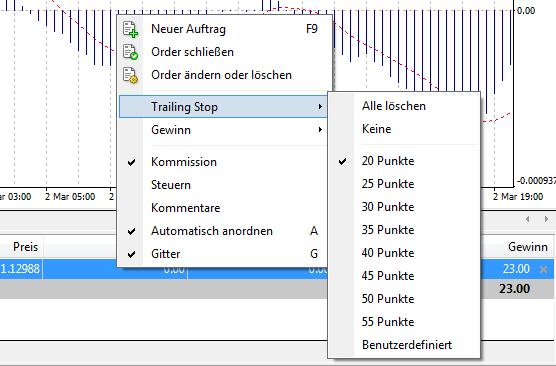 0.00
Neuer Auftrag F9
Order schließen
Order ändern oder löschen
Trailing Stop
Gewinn
Kommission
Steuern
Kommentare
Automatisch anordnen A
Gitter G
Alle löschen
Keine
20 Punkte
25 Punkte
30 Punkte
35 Punkte
40 Punkte
45 Punkte
50 Punkte
55 Punkte
Benutzerdefiniert
-0.000937
03:00 2 Mar 05:00 2 Mar 19:00
Preis Gewinn
1.12988 0.00 0.00 23.00
23.00